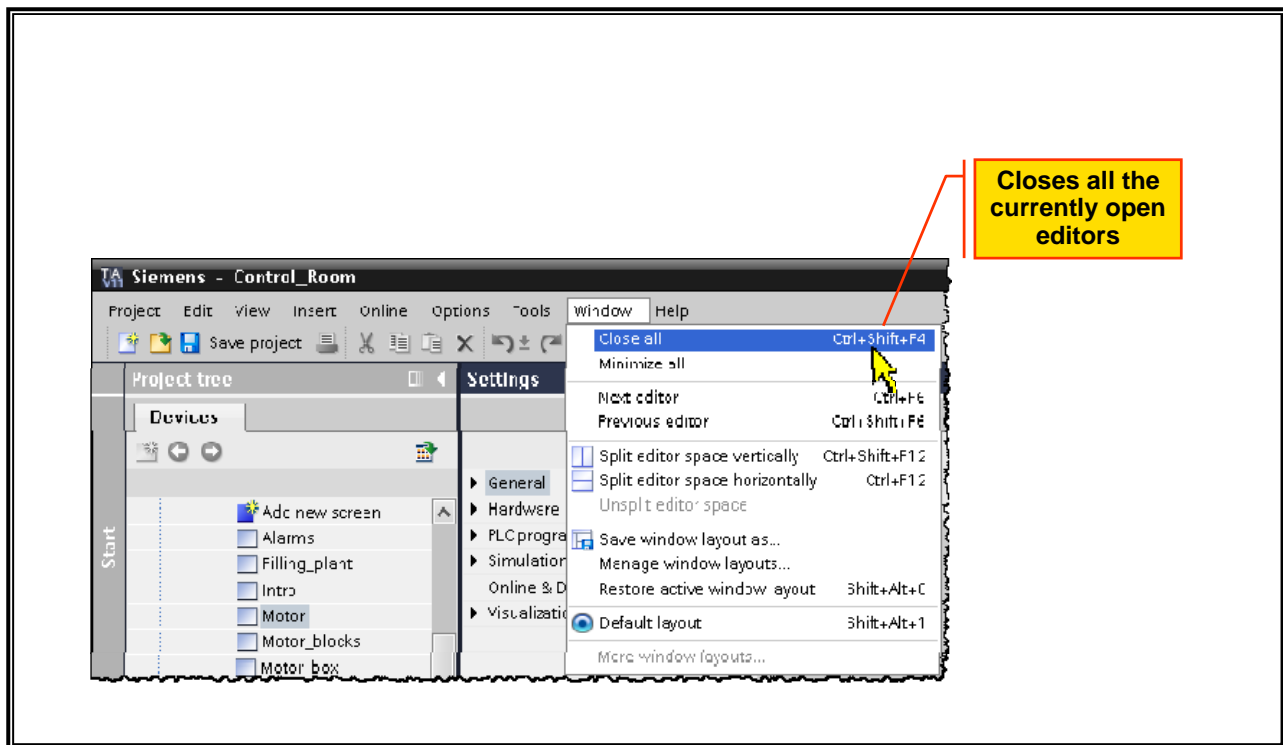 Closes all the
currently open
editors
Siemens - Control_Room
Project Edit View Insert Online Options Tools Window Help
Save project
Close all Ctrl+Shift+F4
Minimize all
Project tree
Settings
Next editor Ctrl+F6
Devices
Previous editor Ctrl+Shift+F6
Split editor space vertically Ctrl+Shift+F12
General
Split editor space horizontally Ctrl+F12
Hardware
Unsplit editor space
Add new screen
Alarms
PLC progra
Save window layout as...
Start
Filling_plant
Simulation
Manage window layouts...
Intro
Online & D
Restore active window layout Shift+Alt+0
Motor
Visualizatio
Default layout Shift+Alt+1
Motor_blocks
More window layouts...
Motor_box